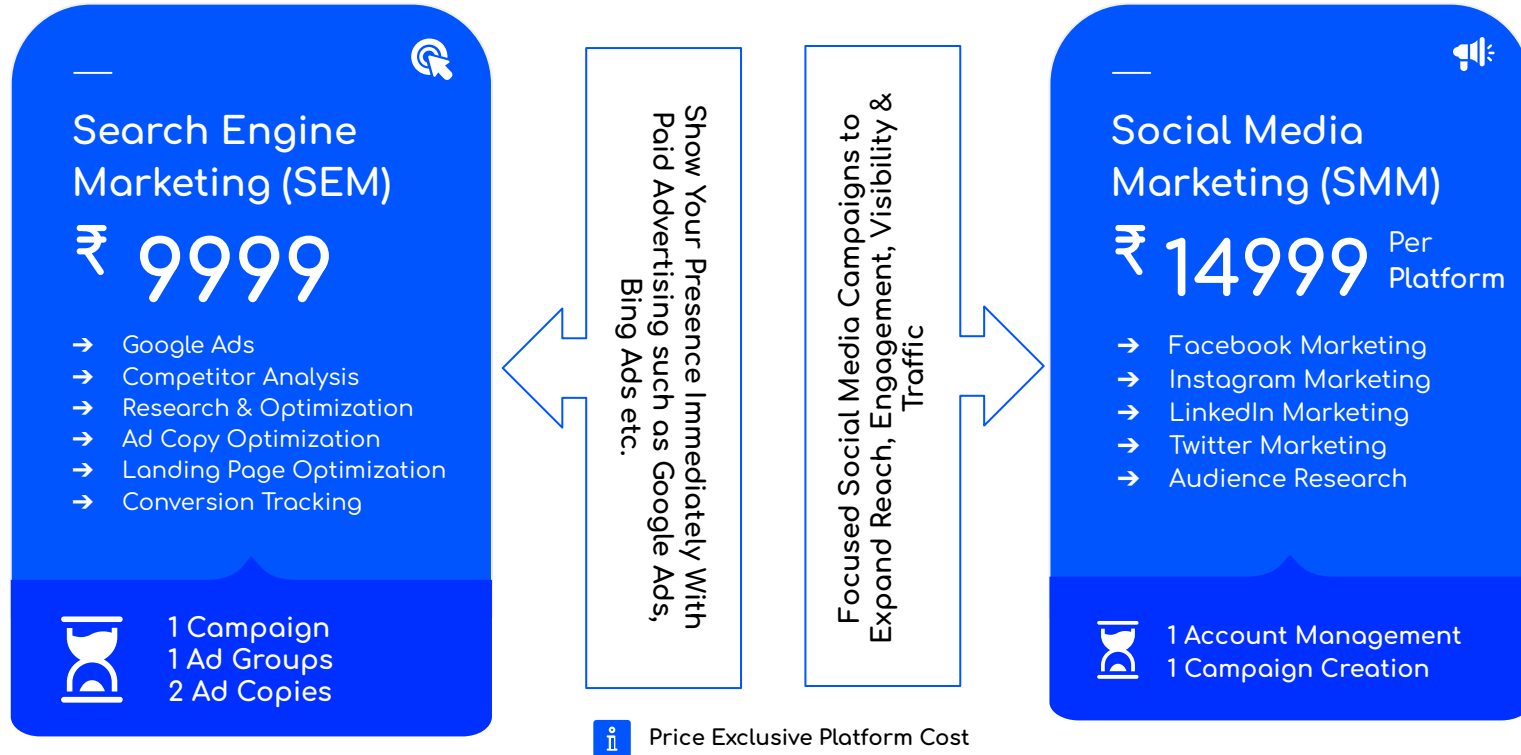 Search Engine
Marketing (SEM)
₹ 9999
➔ Google Ads
➔ Competitor Analysis
➔ Research & Optimization
➔ Ad Copy Optimization
➔ Landing Page Optimization
➔ Conversion Tracking
1 Campaign
1 Ad Groups
2 Ad Copies
Show Your Presence Immediately With
Paid Advertising such as Google Ads,
Bing Ads etc.
Focused Social Media Campaigns to
Expand Reach, Engagement, Visibility &
Traffic
Social Media
Marketing (SMM)
₹ 14999 Per
Platform
➔ Facebook Marketing
➔ Instagram Marketing
➔ LinkedIn Marketing
➔ Twitter Marketing
➔ Audience Research
1 Account Management
1 Campaign Creation
Price Exclusive Platform Cost